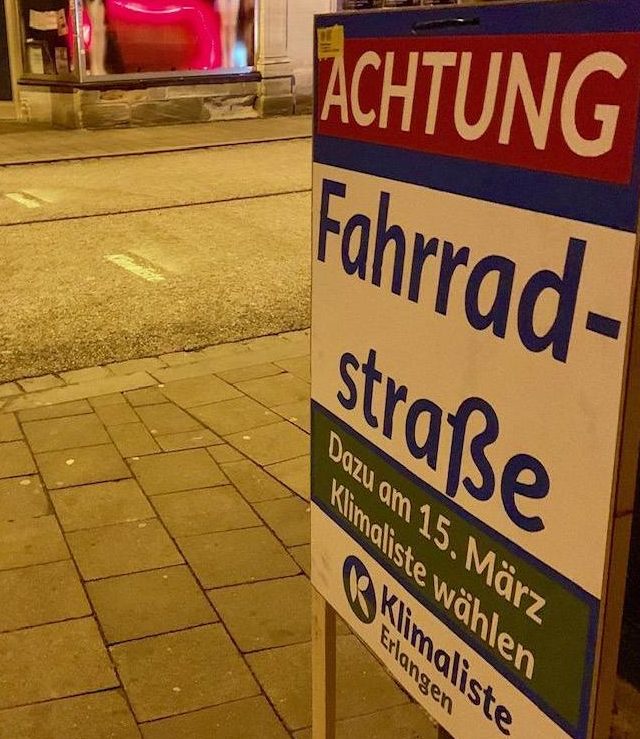 ACHTUNG
Fahrrad-
straße
Dazu am 15. März
Klimaliste wählen
Klimaliste
Erlangen